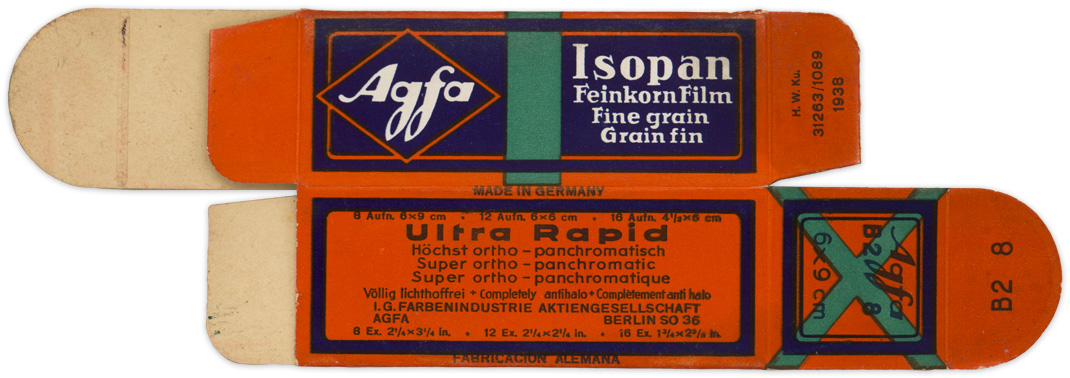 Agfa
Isopan
Feinkorn Film
Fine grain
Grain fin
H. W. Ku.
31263/1089
1938
MADE IN GERMANY
8 Aufn. 6×9 cm • 12 Aufn. 6×6 cm • 16 Aufn. 4½×6 cm
Ultra Rapid
Höchst ortho-panchromatisch
Super ortho-panchromatic
Super ortho-panchromatique
Völlig lichthoffrei + Completely antihalo + Complètement anti halo
I.G. FARBENINDUSTRIE AKTIENGESELLSCHAFT
AGFA BERLIN SO 36
8 Ex. 2¼×3¼ in. • 12 Ex. 2¼×2¼ in. • 16 Ex. 1¾×2⅜ in.
FABRICACION ALEMANA
Agfa
B2 8
6×9 cm
B2 8